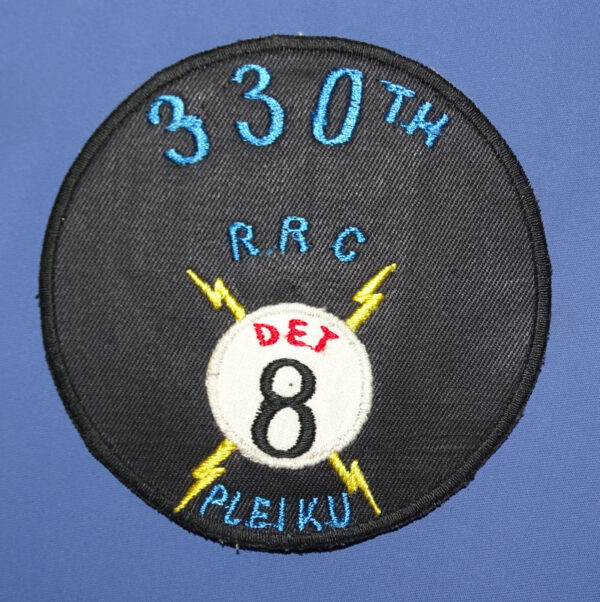 330TH
R.R C
DET
8
PLEIKU